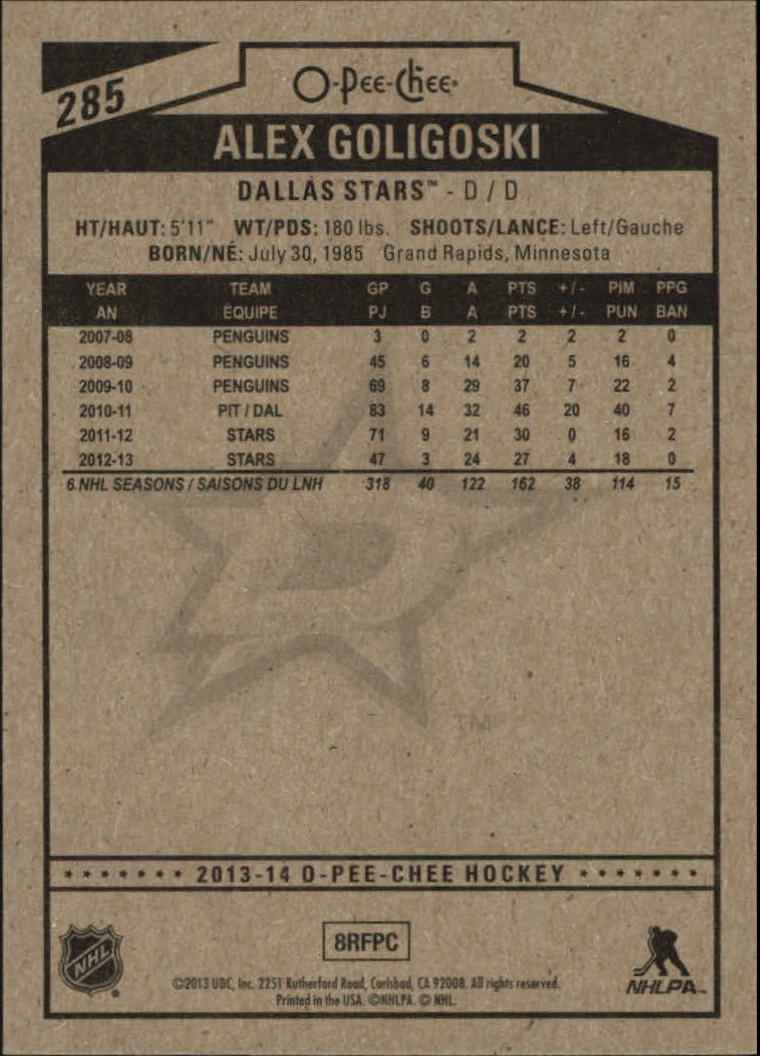 285
O-Pee-Chee
ALEX GOLIGOSKI
DALLAS STARS™ - D / D
HT/HAUT: 5'11" WT/PDS: 180 lbs. SHOOTS/LANCE: Left/Gauche
BORN/NÉ: July 30, 1985 Grand Rapids, Minnesota
YEAR TEAM GP G A PTS +/- PIM PPG
AN ÉQUIPE PJ B A PTS +/- PUN BAN
2007-08 PENGUINS 3 0 2 2 2 2 0
2008-09 PENGUINS 45 6 14 20 5 16 4
2009-10 PENGUINS 69 8 29 37 7 22 2
2010-11 PIT / DAL 83 14 32 46 20 40 7
2011-12 STARS 71 9 21 30 0 16 2
2012-13 STARS 47 3 24 27 4 18 0
6 NHL SEASONS / SAISONS DU LNH 318 40 122 162 38 114 15
TM
******* 2013-14 O-PEE-CHEE HOCKEY *******
NHL ®
8RFPC
©2013 UDC, Inc. 2251 Rutherford Road, Carlsbad, CA 92008. All rights reserved.
Printed in the USA. ©NHLPA. © NHL.
NHLPA™